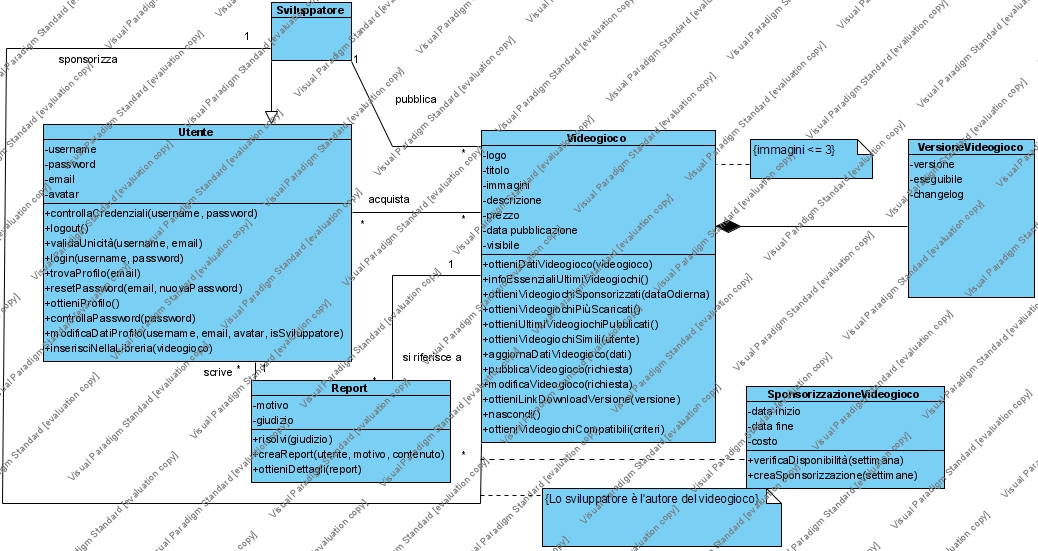 Sviluppatore
1
sponsorizza
1
pubblica
*
Utente
-username
-password
-email
-avatar
+controllaCredenziali(username, password)
+logout()
+validaUnicità(username, email)
+login(username, password)
+trovaProfilo(email)
+resetPassword(email, nuovaPassword)
+ottieniProfilo()
+controllaPassword(password)
+modificaDatiProfilo(username, email, avatar, isSviluppatore)
+inserisciNellaLibreria(videogioco)
acquista
*
*
Videogioco
-logo
-titolo
-immagini
-descrizione
-prezzo
-data pubblicazione
-visibile
+ottieniDatiVideogioco(videogioco)
+infoEssenzialiUltimiVideogiochi()
+ottieniVideogiochiSponsorizzati(dataOdierna)
+ottieniVideogiochiPiùScaricati()
+ottieniUltimiVideogiochiPubblicati()
+ottieniVideogiochiSimili(utente)
+aggiornaDatiVideogioco(dati)
+pubblicaVideogioco(richiesta)
+modificaVideogioco(richiesta)
+ottieniLinkDownloadVersione(versione)
+nascondi()
+ottieniVideogiochiCompatibili(criteri)
{immagini <= 3}
VersioneVideogioco
-versione
-eseguibile
-changelog
1
si riferisce a
*
scrive
*
Report
-motivo
-giudizio
+risolvi(giudizio)
+creaReport(utente, motivo, contenuto)
+ottieniDettagli(report)
*
SponsorizzazioneVideogioco
-data inizio
-data fine
-costo
+verificaDisponibilità(settimana)
+creaSponsorizzazione(settimane)
{Lo sviluppatore è l'autore del videogioco}
Visual Paradigm Standard [evaluation copy]